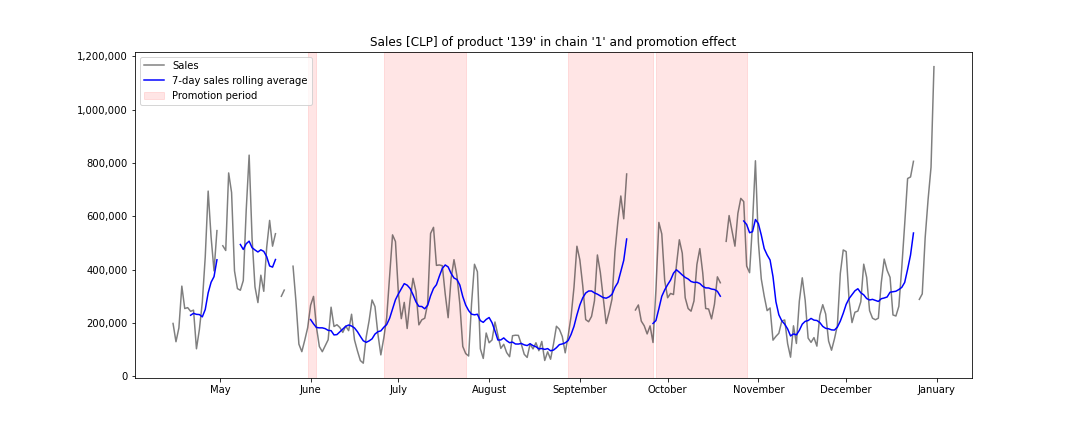 Sales [CLP] of product '139' in chain '1' and promotion effect
1,200,000
1,000,000
800,000
600,000
400,000
200,000
0
Sales
7-day sales rolling average
Promotion period
May June July August September October November December January